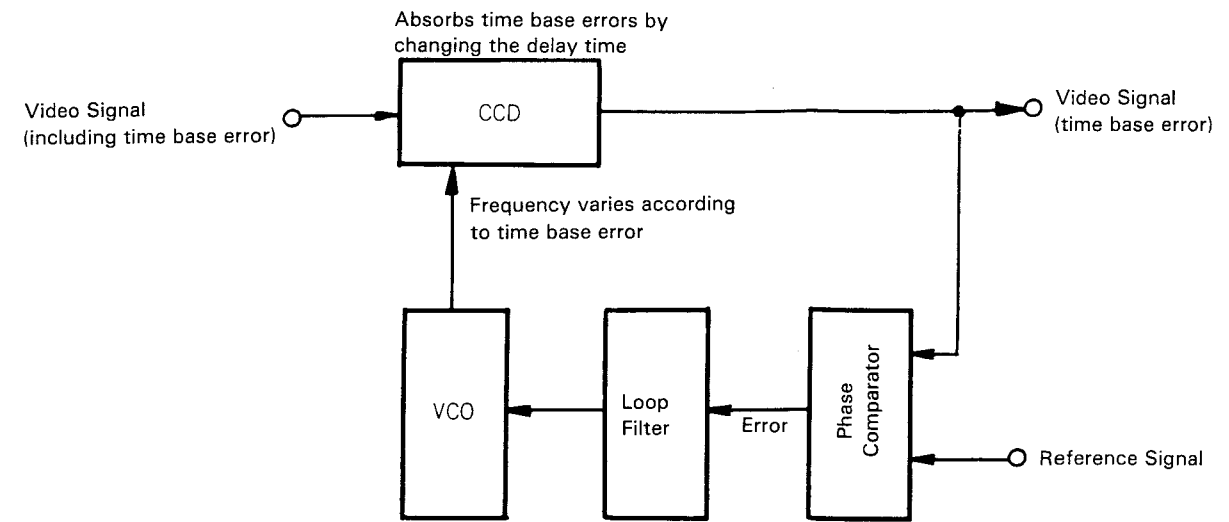 Absorbs time base errors by
changing the delay time
Video Signal
(including time base error)
CCD
Video Signal
(time base error)
Frequency varies according
to time base error
VCO
Loop
Filter
Error
Phase
Comparator
Reference Signal